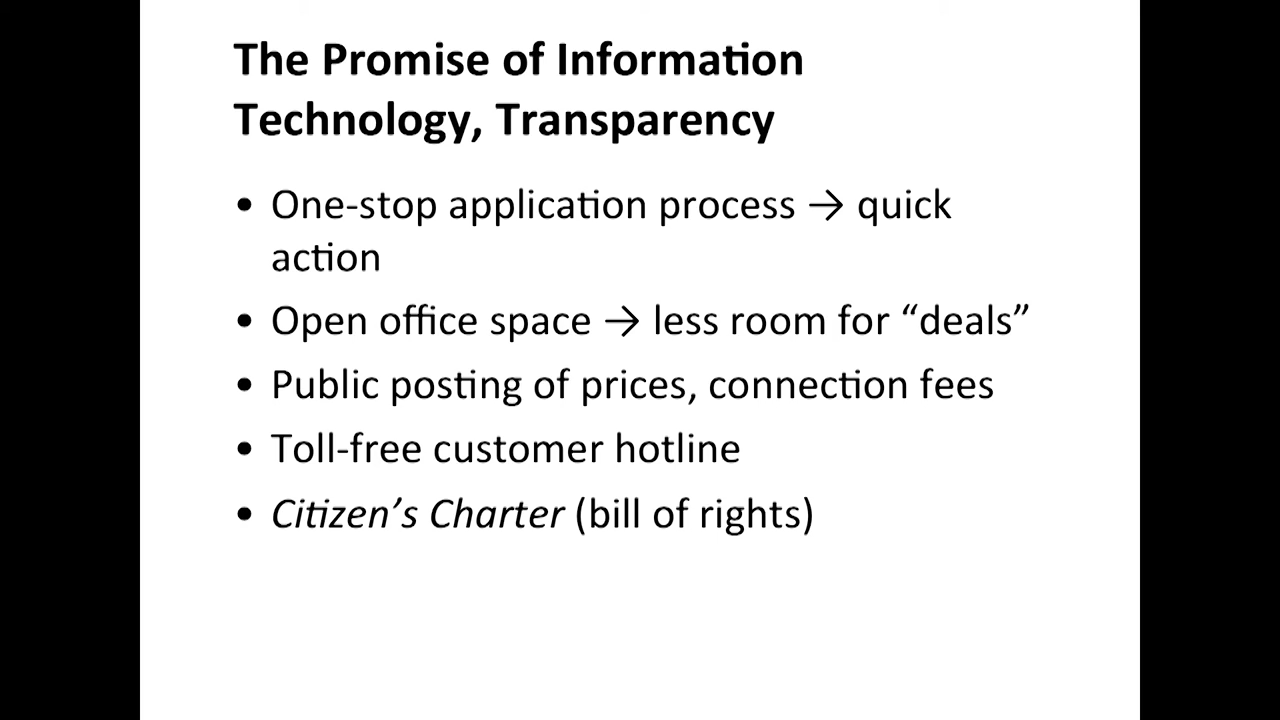 The Promise of Information
Technology, Transparency
• One-stop application process → quick
action
• Open office space → less room for “deals”
• Public posting of prices, connection fees
• Toll-free customer hotline
• Citizen’s Charter (bill of rights)